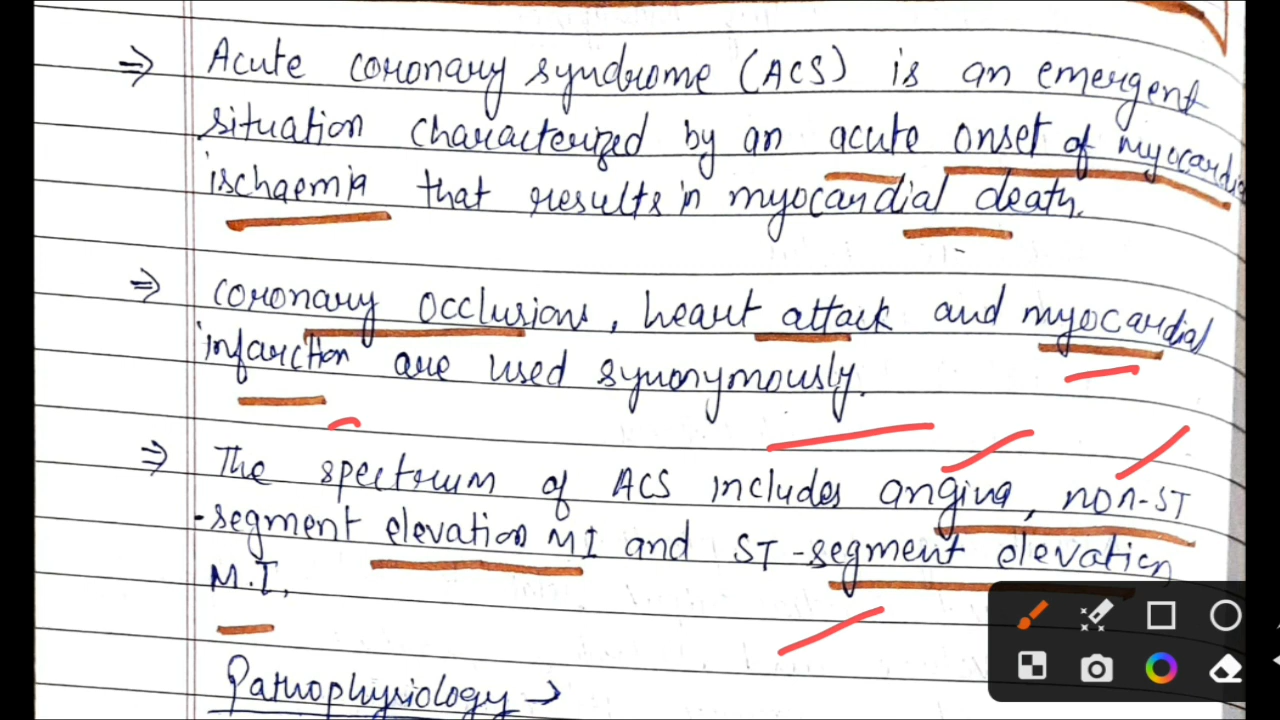 ⇒ Acute coronary syndrome (ACS) is an emergent
situation characterized by an acute onset of myocardial
ischaemia that results in myocardial death.
⇒ coronary occlusions, heart attack and myocardial
infarction are used synonymously.
⇒ The spectrum of ACS includes angina, non-ST
-segment elevation MI and ST-segment elevation
M.I.
Pathophysiology →